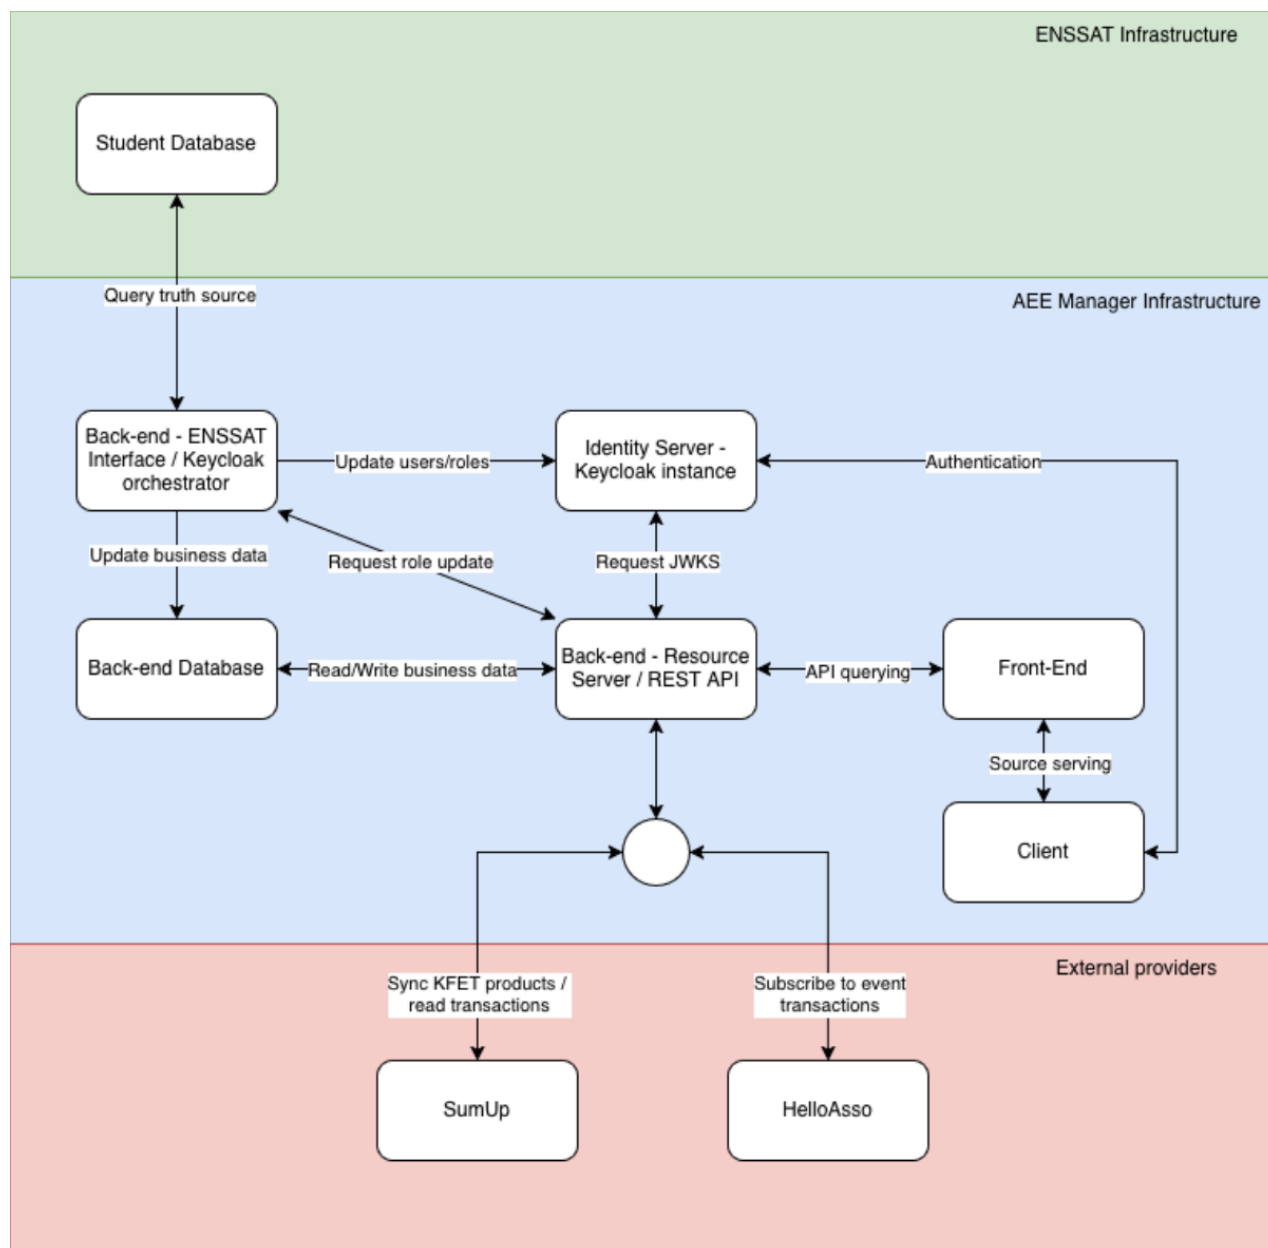 ENSSAT Infrastructure
Student Database
Query truth source
AEE Manager Infrastructure
Back-end - ENSSAT
Interface / Keycloak
orchestrator
Update users/roles
Identity Server -
Keycloak instance
Authentication
Update business data
Request role update
Request JWKS
Back-end Database
Read/Write business data
Back-end - Resource
Server / REST API
API querying
Front-End
Source serving
Client
External providers
Sync KFET products /
read transactions
Subscribe to event
transactions
SumUp
HelloAsso